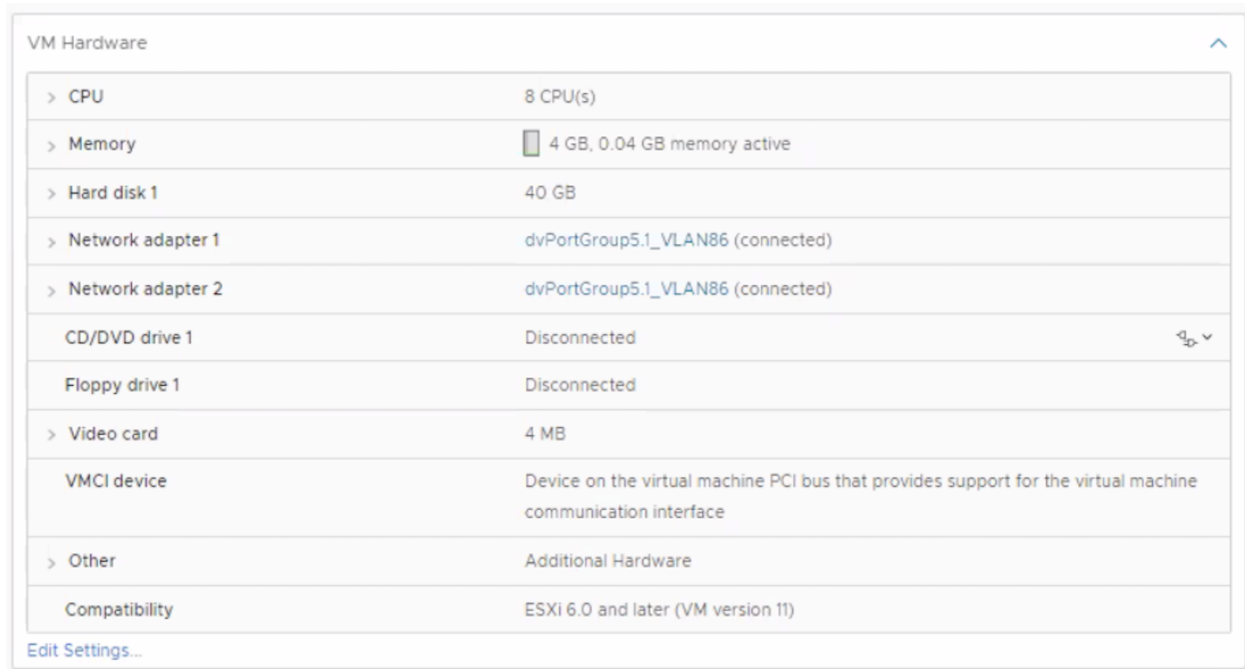 VM Hardware
CPU 8 CPU(s)
Memory 4 GB, 0.04 GB memory active
Hard disk 1 40 GB
Network adapter 1 dvPortGroup5.1_VLAN86 (connected)
Network adapter 2 dvPortGroup5.1_VLAN86 (connected)
CD/DVD drive 1 Disconnected
Floppy drive 1 Disconnected
Video card 4 MB
VMCI device Device on the virtual machine PCI bus that provides support for the virtual machine
communication interface
Other Additional Hardware
Compatibility ESXi 6.0 and later (VM version 11)
Edit Settings...